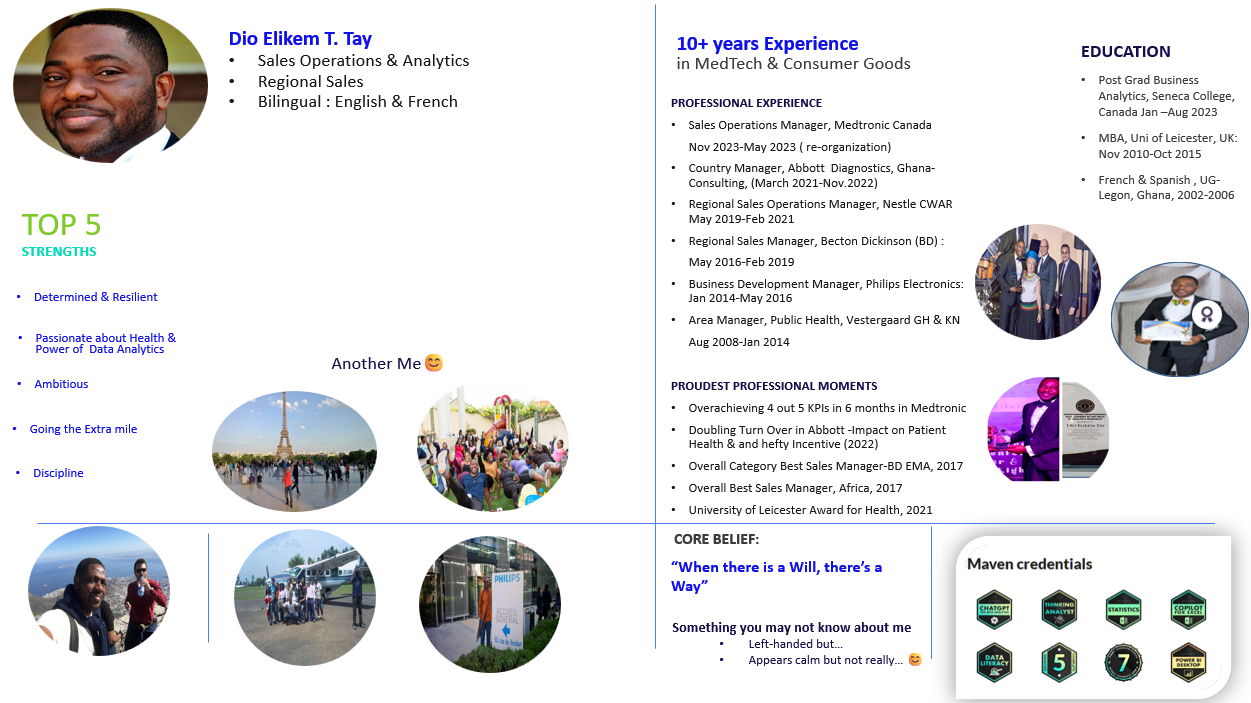 Dio Elikem T. Tay
• Sales Operations & Analytics
• Regional Sales
• Bilingual : English & French
TOP 5
STRENGTHS
• Determined & Resilient
• Passionate about Health &
Power of Data Analytics
• Ambitious
• Going the Extra mile
• Discipline
Another Me 😊
PHILIPS
ACCUEIL
GENERAL
10+ years Experience
in MedTech & Consumer Goods
PROFESSIONAL EXPERIENCE
• Sales Operations Manager, Medtronic Canada
Nov 2023-May 2023 ( re-organization)
• Country Manager, Abbott Diagnostics, Ghana-
Consulting, (March 2021-Nov.2022)
• Regional Sales Operations Manager, Nestle CWAR
May 2019-Feb 2021
• Regional Sales Manager, Becton Dickinson (BD) :
May 2016-Feb 2019
• Business Development Manager, Philips Electronics:
Jan 2014-May 2016
• Area Manager, Public Health, Vestergaard GH & KN
Aug 2008-Jan 2014
PROUDEST PROFESSIONAL MOMENTS
• Overachieving 4 out 5 KPIs in 6 months in Medtronic
• Doubling Turn Over in Abbott -Impact on Patient
Health & and hefty Incentive (2022)
• Overall Category Best Sales Manager-BD EMA, 2017
• Overall Best Sales Manager, Africa, 2017
• University of Leicester Award for Health, 2021
EDUCATION
• Post Grad Business
Analytics, Seneca College,
Canada Jan –Aug 2023
• MBA, Uni of Leicester, UK:
Nov 2010-Oct 2015
• French & Spanish , UG-
Legon, Ghana, 2002-2006
CORE BELIEF:
“When there is a Will, there’s a
Way”
Something you may not know about me
• Left-handed but…
• Appears calm but not really… 😊
Maven credentials
CHATGPT
THINKING
ANALYST
STATISTICS
COPILOT
FOR EXCEL
DATA
LITERACY
5
7
POWER BI
DESKTOP